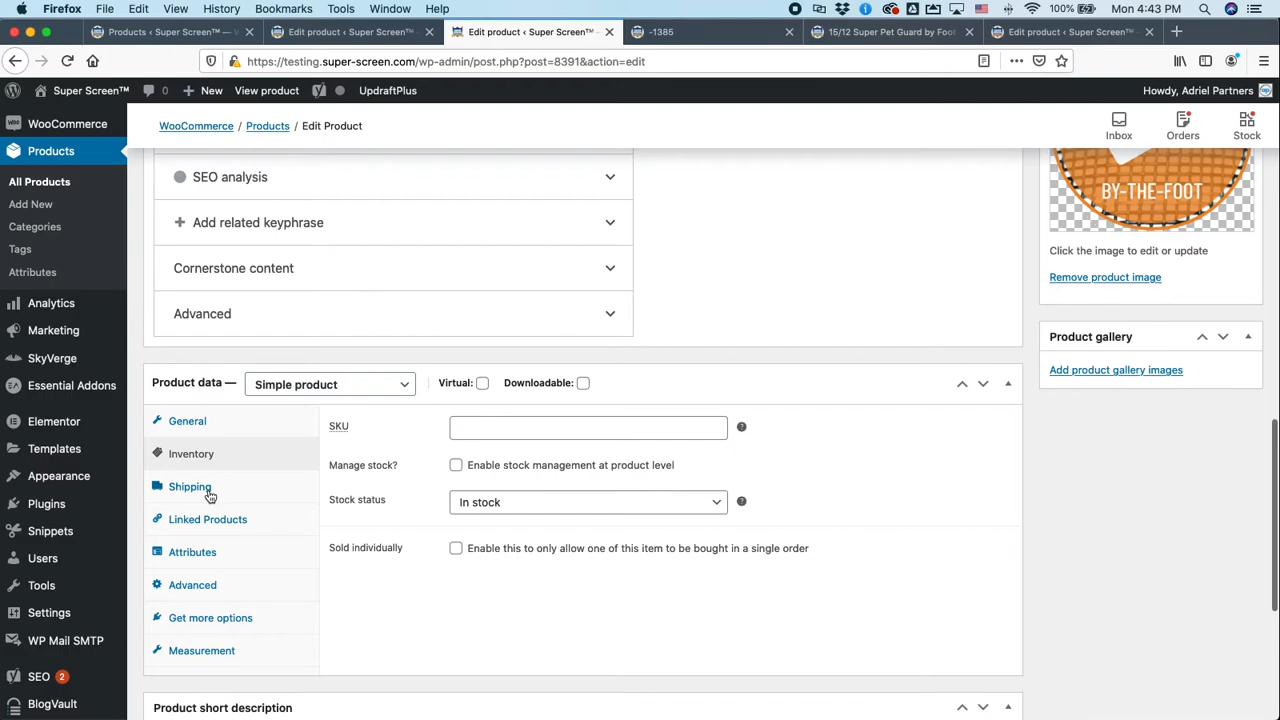 Firefox File Edit View History Bookmarks Tools Window Help 100% Mon 4:43 PM
Products ‹ Super Screen™ — W Edit product ‹ Super Screen™ — Edit product ‹ Super Screen™ — -1385 15/12 Super Pet Guard by Foot Edit product ‹ Super Screen™ —
https://testing.super-screen.com/wp-admin/post.php?post=8391&action=edit
Super Screen™ 0 New View product UpdraftPlus Howdy, Adriel Partners
WooCommerce
Products
All Products
Add New
Categories
Tags
Attributes
Analytics
Marketing
SkyVerge
Essential Addons
Elementor
Templates
Appearance
Plugins
Snippets
Users
Tools
Settings
WP Mail SMTP
SEO 2
BlogVault
WooCommerce / Products / Edit Product
Inbox Orders Stock
SEO analysis
Add related keyphrase
Cornerstone content
Advanced
Product data — Simple product Virtual: Downloadable:
General
Inventory
Shipping
Linked Products
Attributes
Advanced
Get more options
Measurement
SKU
Manage stock? Enable stock management at product level
Stock status In stock
Sold individually Enable this to only allow one of this item to be bought in a single order
Product short description
BY-THE-FOOT
Click the image to edit or update
Remove product image
Product gallery
Add product gallery images